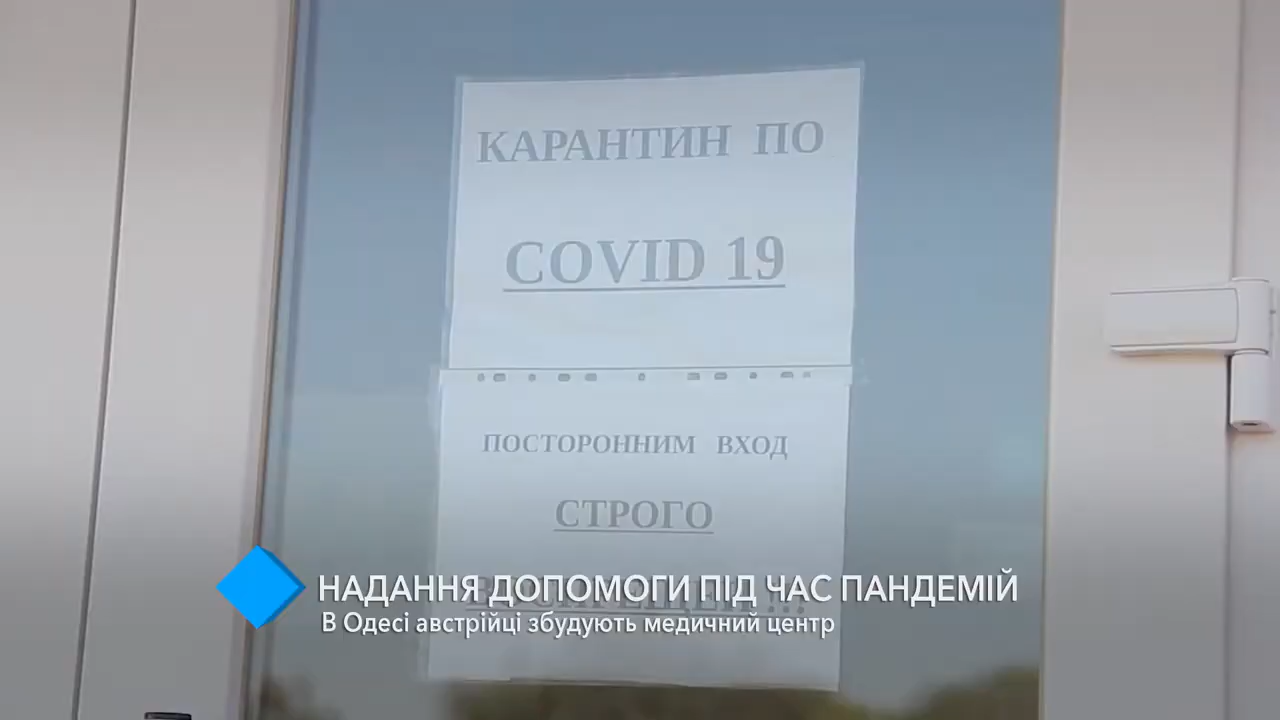 КАРАНТИН ПО
COVID 19
ПОСТОРОННИМ ВХОД
СТРОГО
НАДАННЯ ДОПОМОГИ ПІД ЧАС ПАНДЕМІЙ
В Одесі австрійці збудують медичний центр